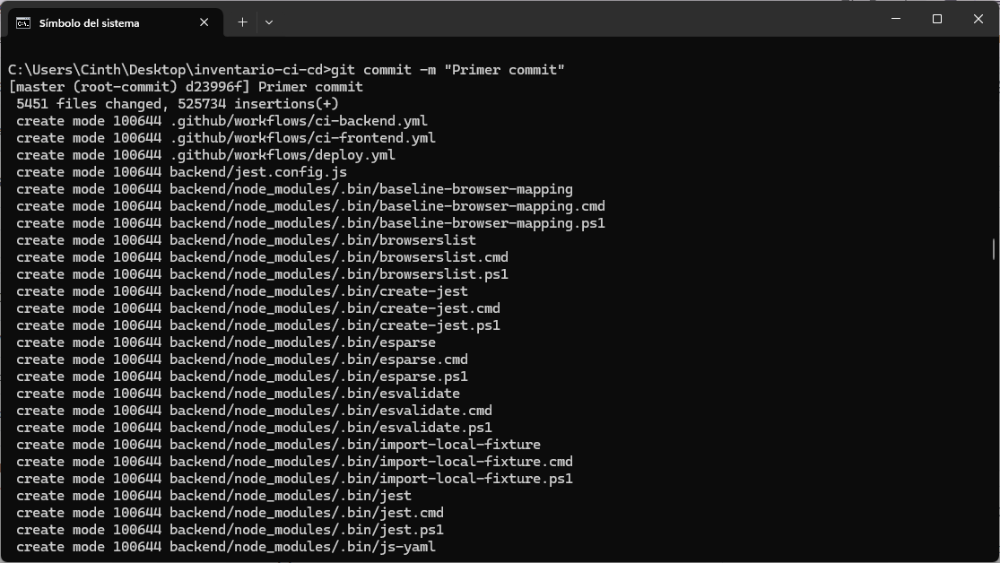 Símbolo del sistema
C:\Users\Cinth\Desktop\inventario-ci-cd>git commit -m "Primer commit"
[master (root-commit) d23996f] Primer commit
 5451 files changed, 525734 insertions(+)
 create mode 100644 .github/workflows/ci-backend.yml
 create mode 100644 .github/workflows/ci-frontend.yml
 create mode 100644 .github/workflows/deploy.yml
 create mode 100644 backend/jest.config.js
 create mode 100644 backend/node_modules/.bin/baseline-browser-mapping
 create mode 100644 backend/node_modules/.bin/baseline-browser-mapping.cmd
 create mode 100644 backend/node_modules/.bin/baseline-browser-mapping.ps1
 create mode 100644 backend/node_modules/.bin/browserslist
 create mode 100644 backend/node_modules/.bin/browserslist.cmd
 create mode 100644 backend/node_modules/.bin/browserslist.ps1
 create mode 100644 backend/node_modules/.bin/create-jest
 create mode 100644 backend/node_modules/.bin/create-jest.cmd
 create mode 100644 backend/node_modules/.bin/create-jest.ps1
 create mode 100644 backend/node_modules/.bin/esparse
 create mode 100644 backend/node_modules/.bin/esparse.cmd
 create mode 100644 backend/node_modules/.bin/esparse.ps1
 create mode 100644 backend/node_modules/.bin/esvalidate
 create mode 100644 backend/node_modules/.bin/esvalidate.cmd
 create mode 100644 backend/node_modules/.bin/esvalidate.ps1
 create mode 100644 backend/node_modules/.bin/import-local-fixture
 create mode 100644 backend/node_modules/.bin/import-local-fixture.cmd
 create mode 100644 backend/node_modules/.bin/import-local-fixture.ps1
 create mode 100644 backend/node_modules/.bin/jest
 create mode 100644 backend/node_modules/.bin/jest.cmd
 create mode 100644 backend/node_modules/.bin/jest.ps1
 create mode 100644 backend/node_modules/.bin/js-yaml